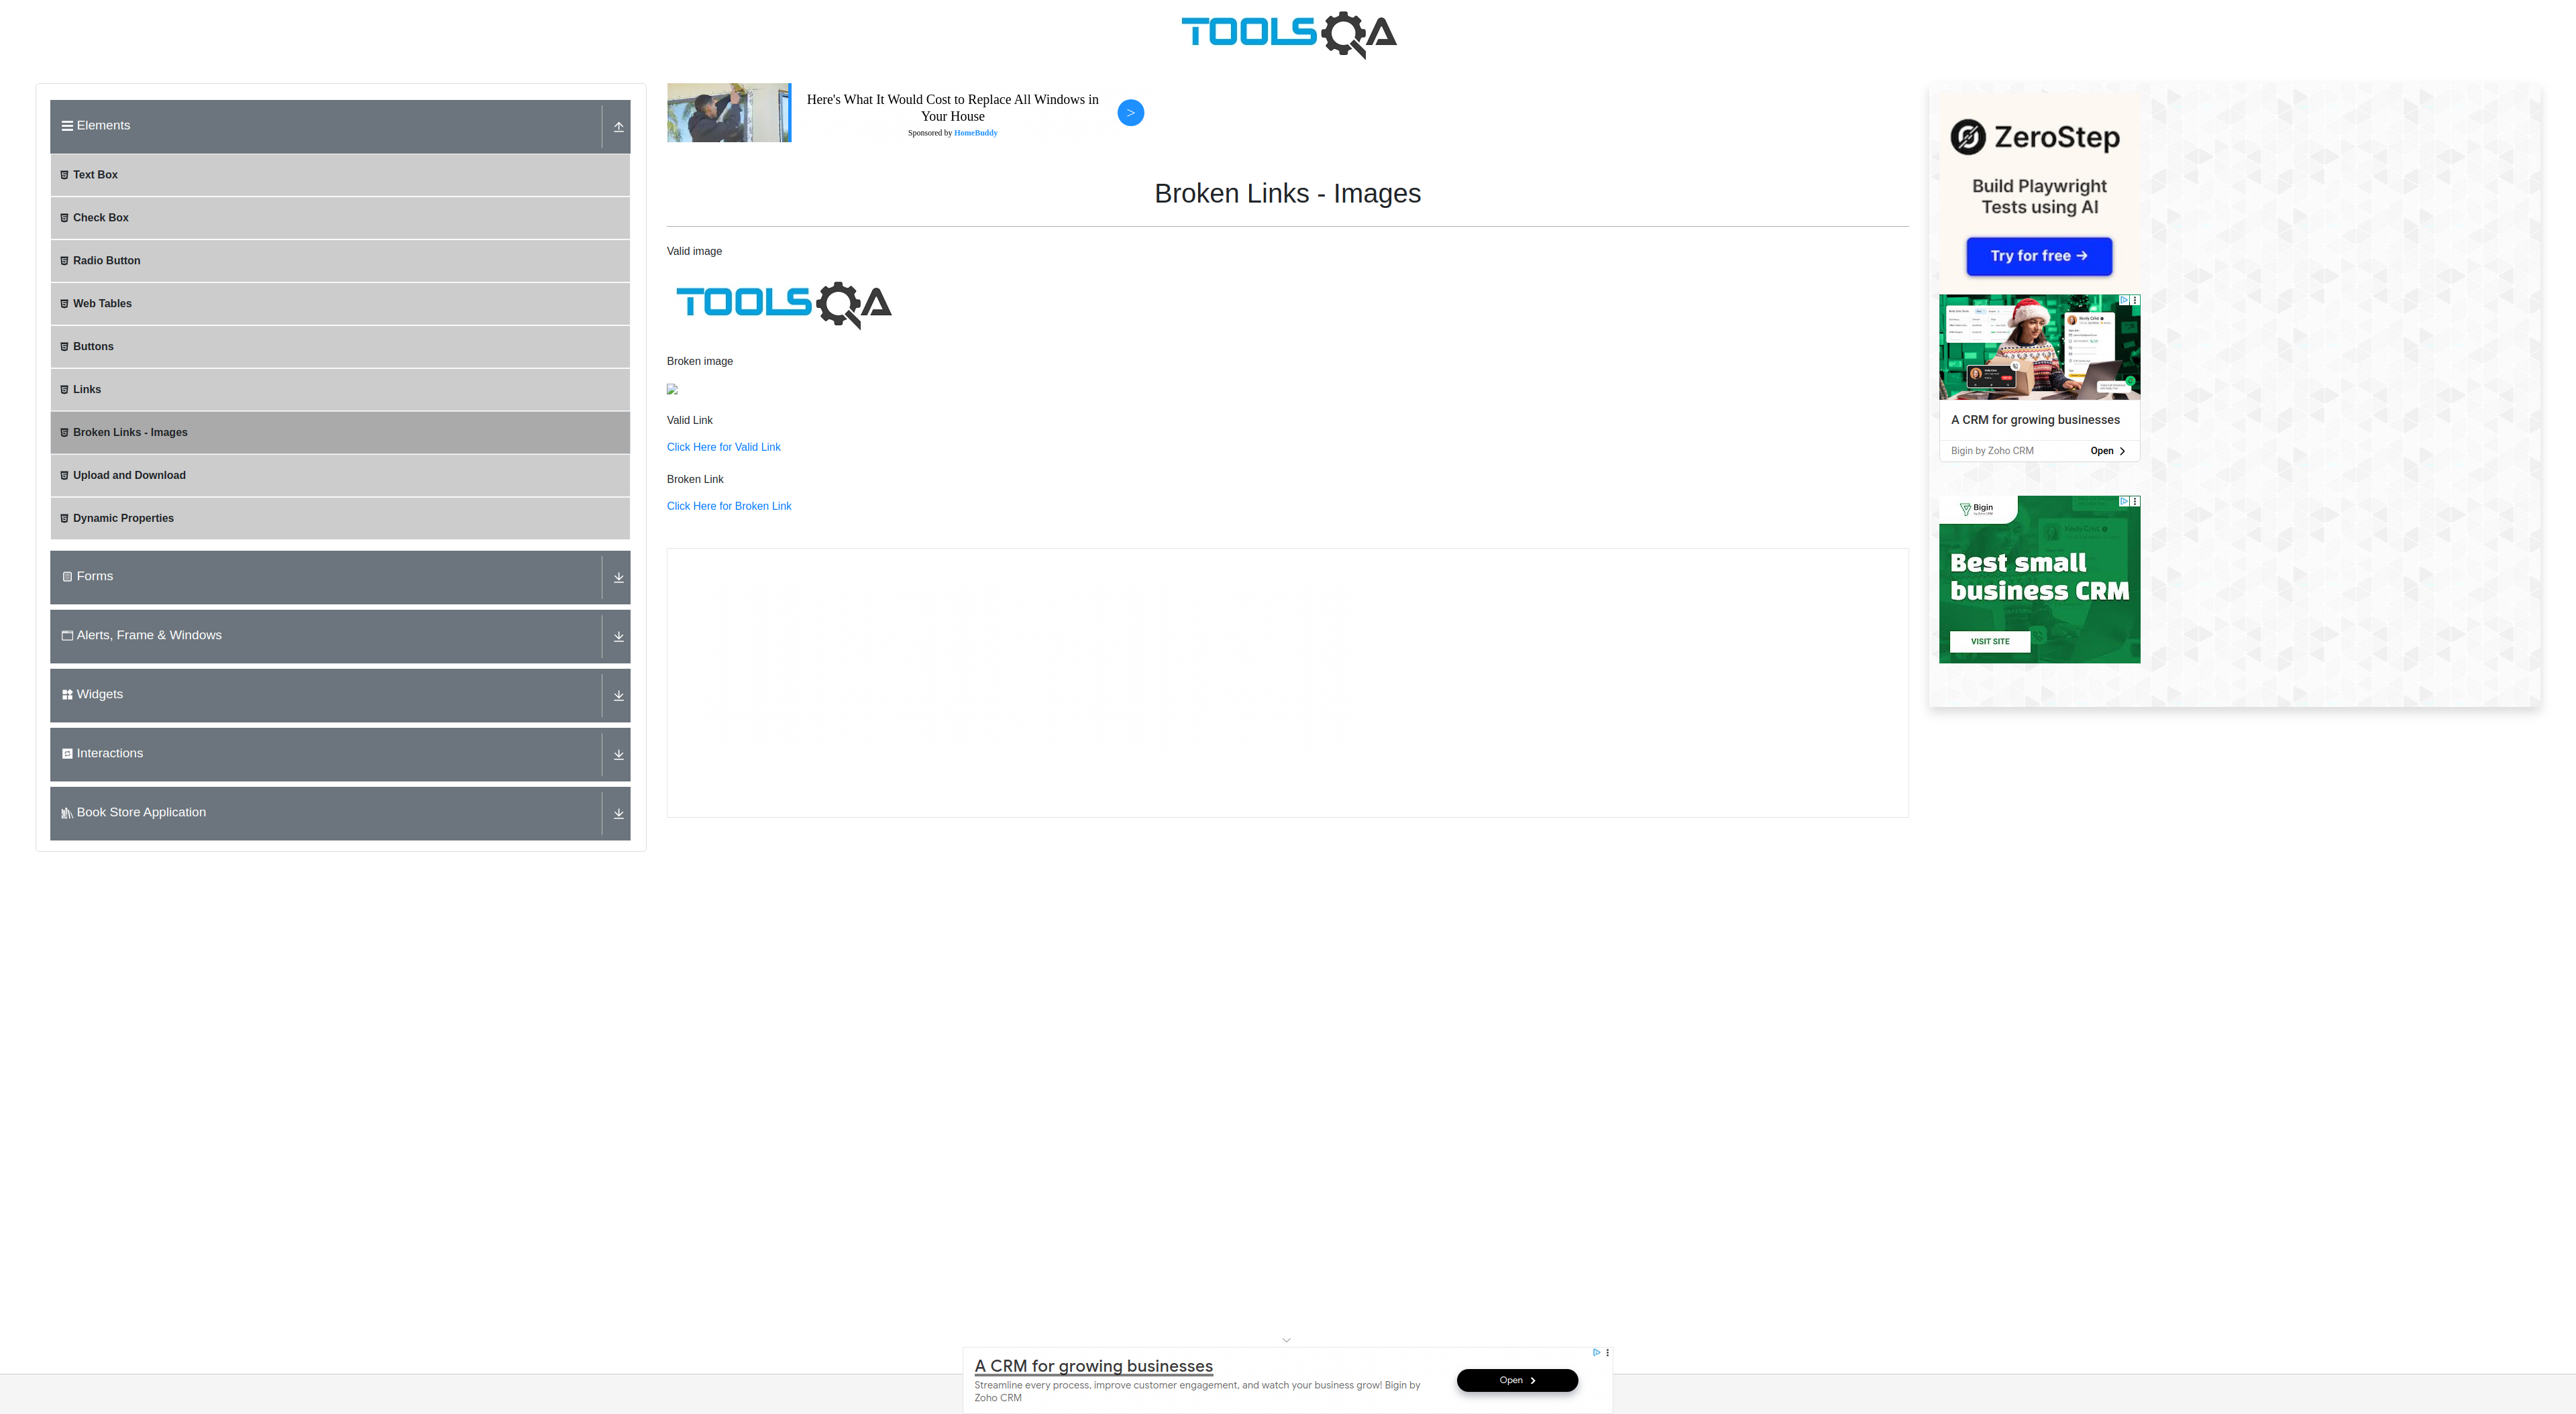 TOOLSQA
Elements
Text Box
Check Box
Radio Button
Web Tables
Buttons
Links
Broken Links - Images
Upload and Download
Dynamic Properties
Forms
Alerts, Frame & Windows
Widgets
Interactions
Book Store Application
Here's What It Would Cost to Replace All Windows in
Your House
Sponsored by HomeBuddy
>
Broken Links - Images
Valid image
TOOLSQA
Broken image
Valid Link
Click Here for Valid Link
Broken Link
Click Here for Broken Link
ZeroStep
Build Playwright
Tests using AI
Try for free →
A CRM for growing businesses
Bigin by Zoho CRM
Open
Bigin
by Zoho CRM
Best small
business CRM
VISIT SITE
A CRM for growing businesses
Streamline every process, improve customer engagement, and watch your business grow! Bigin by
Zoho CRM
Open